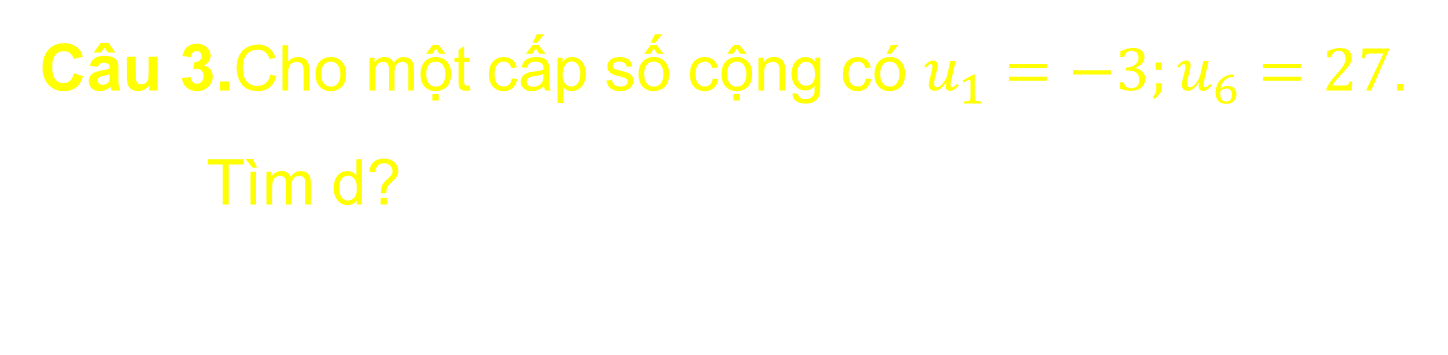 Câu 3.Cho một cấp số cộng có u₁ = −3; u₆ = 27.
Tìm d?